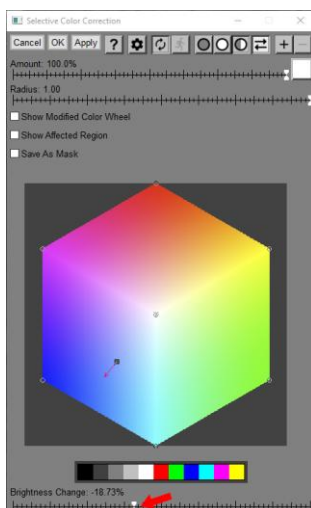 Selective Color Correction
Cancel OK Apply ?
Amount: 100.0%
Radius: 1.00
Show Modified Color Wheel
Show Affected Region
Save As Mask
Brightness Change: -18.73%